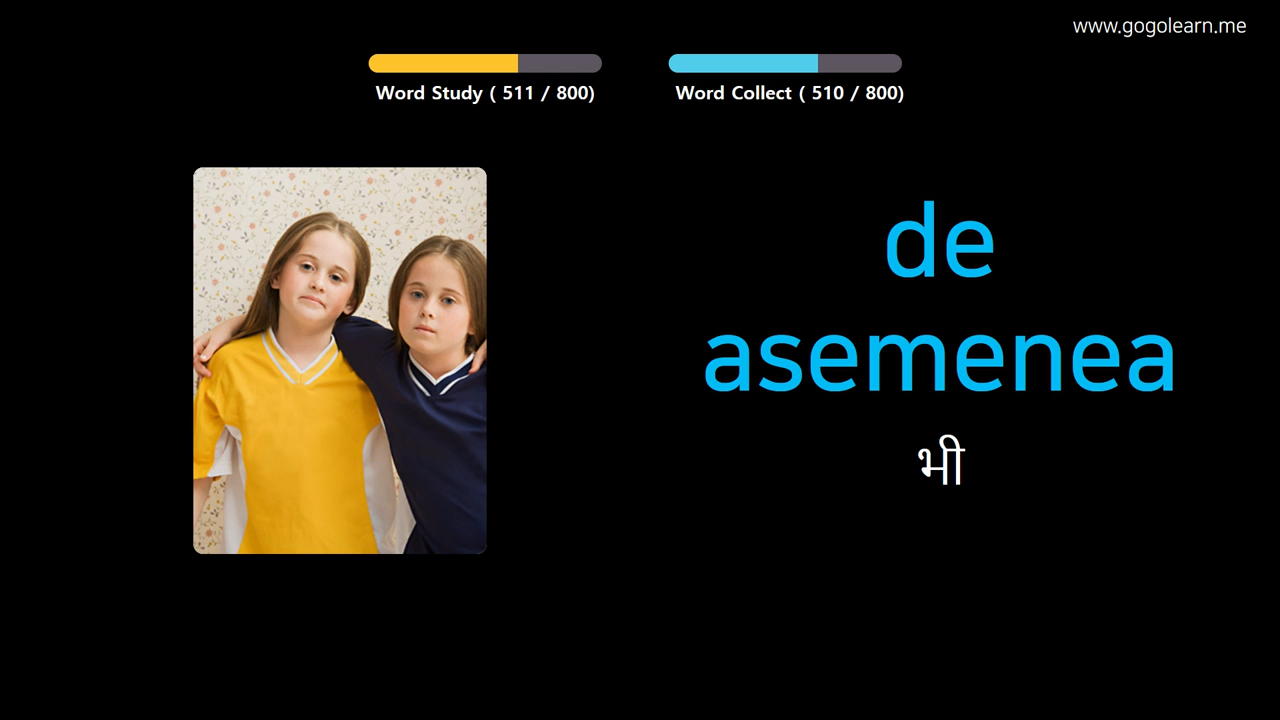 www.gogolearn.me
Word Study ( 511 / 800)
Word Collect ( 510 / 800)
de
asemenea
भी